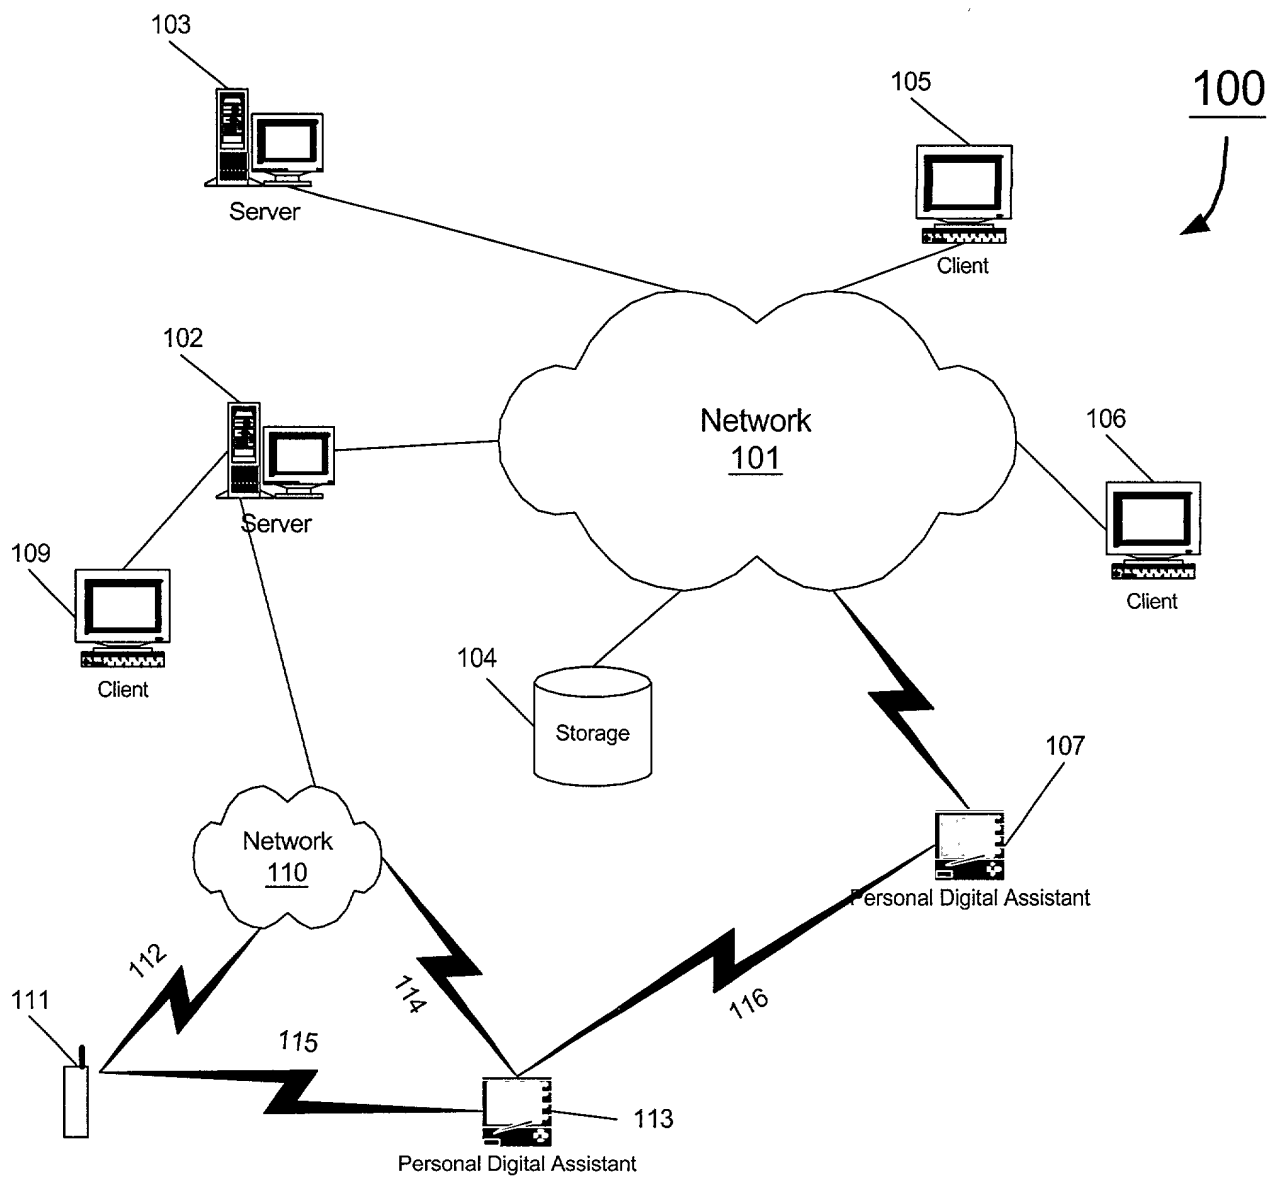 103
105
100
Server
Client
102
Network
101
106
Server
109
Client
Client
104
Storage
107
Network
110
Personal Digital Assistant
112
114
116
111
115
113
Personal Digital Assistant